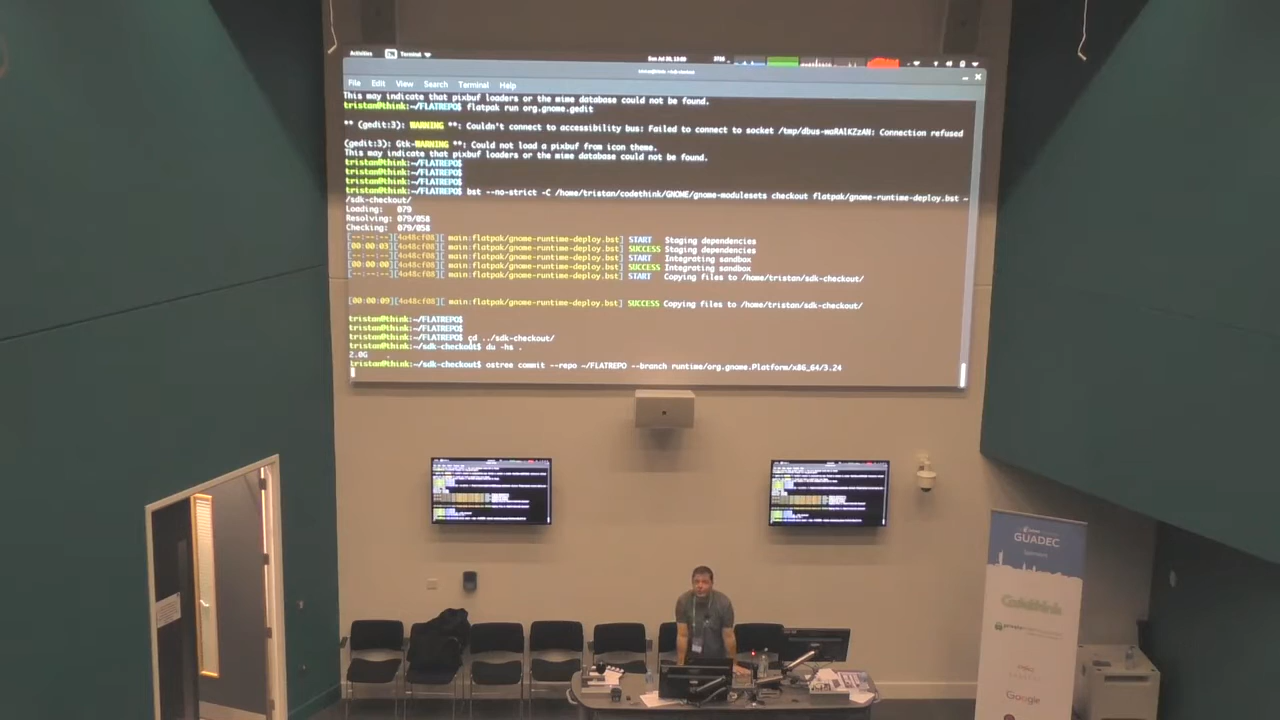 Activities Terminal
File Edit View Search Terminal Help
This may indicate that pixbuf loaders or the mime database could not be found.
tristan@think:~/FLATREPO$ flatpak run org.gnome.gedit
** (gedit:3): WARNING **: Couldn't connect to accessibility bus: Failed to connect to socket /tmp/dbus-waRAlKZzAN: Connection refused
(gedit:3): Gtk-WARNING **: Could not load a pixbuf from icon theme.
This may indicate that pixbuf loaders or the mime database could not be found.
tristan@think:~/FLATREPO$
tristan@think:~/FLATREPO$
tristan@think:~/FLATREPO$
tristan@think:~/FLATREPO$ bst --no-strict -C /home/tristan/codethink/GNOME/gnome-modulesets checkout flatpak/gnome-runtime-deploy.bst ~
/sdk-checkout/
Loading: 079
Resolving: 079/058
Checking: 079/058
[--:--:--][4a48cf08][ main:flatpak/gnome-runtime-deploy.bst] START Staging dependencies
[00:00:03][4a48cf08][ main:flatpak/gnome-runtime-deploy.bst] SUCCESS Staging dependencies
[--:--:--][4a48cf08][ main:flatpak/gnome-runtime-deploy.bst] START Integrating sandbox
[00:00:00][4a48cf08][ main:flatpak/gnome-runtime-deploy.bst] SUCCESS Integrating sandbox
[--:--:--][4a48cf08][ main:flatpak/gnome-runtime-deploy.bst] START Copying files to /home/tristan/sdk-checkout/
[00:00:09][4a48cf08][ main:flatpak/gnome-runtime-deploy.bst] SUCCESS Copying files to /home/tristan/sdk-checkout/
tristan@think:~/FLATREPO$
tristan@think:~/FLATREPO$
tristan@think:~/FLATREPO$ cd ../sdk-checkout/
tristan@think:~/sdk-checkout$ du -hs .
2.0G .
tristan@think:~/sdk-checkout$ ostree commit --repo ~/FLATREPO --branch runtime/org.gnome.Platform/x86_64/3.24
GUADEC
Sponsors
Codethink
Google